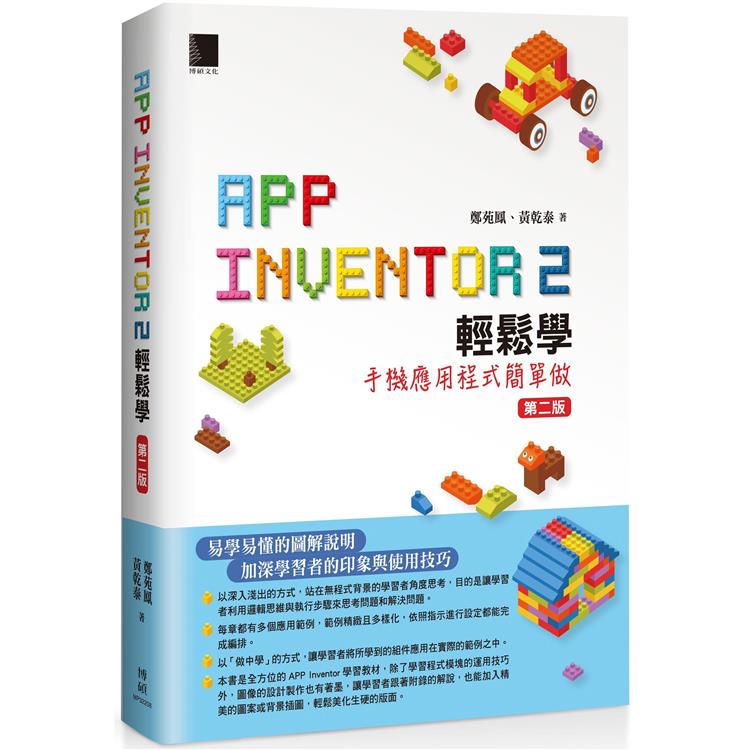 博碩文化
APP
鄭苑鳳、黃乾泰 著
INVENTOR 2
輕鬆學
手機應用程式簡單做
第二版
易學易懂的圖解說明
加深學習者的印象與使用技巧
以深入淺出的方式，站在無程式背景的學習者角度思考，目的是讓學習
者利用邏輯思維與執行步驟來思考問題和解決問題。
每章都有多個應用範例，範例精緻且多樣化，依照指示進行設定都能完
成編排。
以「做中學」的方式，讓學習者將所學到的組件應用在實際的範例之中。
本書是全方位的 APP Inventor 學習教材，除了學習程式模塊的運用技巧
外，圖像的設計製作也有著墨，讓學習者跟著附錄的解說，也能加入精
美的圖案或背景插圖，輕鬆美化生硬的版面。
APP INVENTOR 2 輕鬆學 第二版
鄭苑鳳
黃乾泰 著
博碩
MP32208